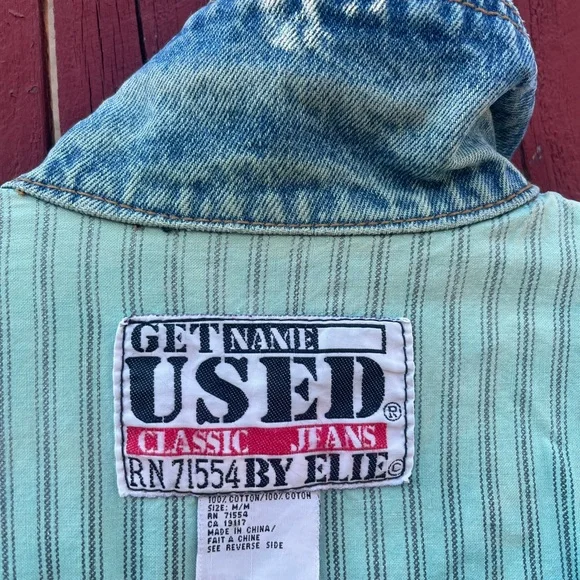 GET NAME
USED®
CLASSIC JEANS
RN 71554 BY ELIE©
100% COTTON/100% COTON
SIZE: M/M
RN 71554
CA 19117
MADE IN CHINA/
FAIT A CHINE
SEE REVERSE SIDE